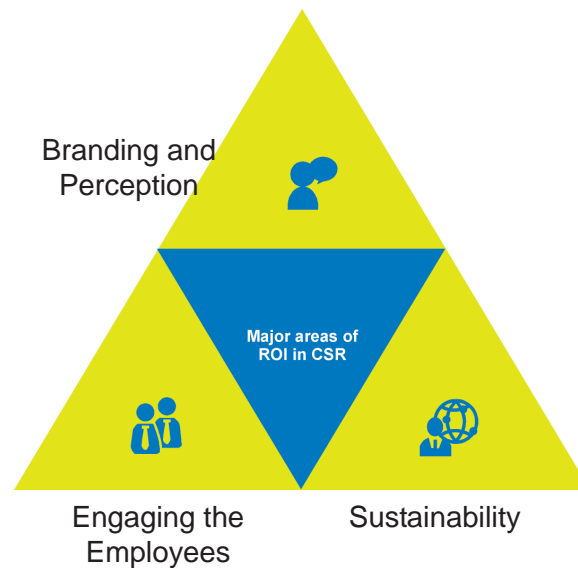 Branding and
Perception
Major areas of
ROI in CSR
Engaging the
Employees
Sustainability